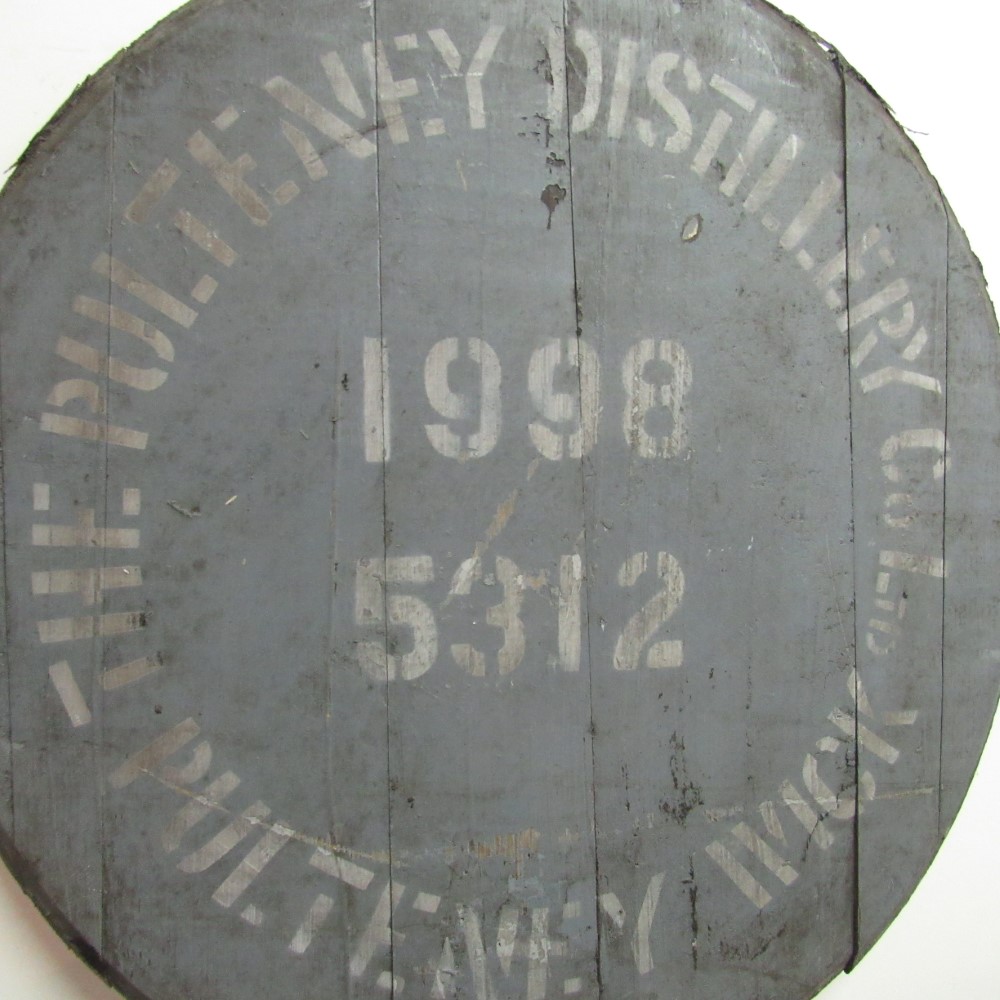 THE PULTENEY DISTILLERY CO LTD
1998
5312
PULTENEY WICK